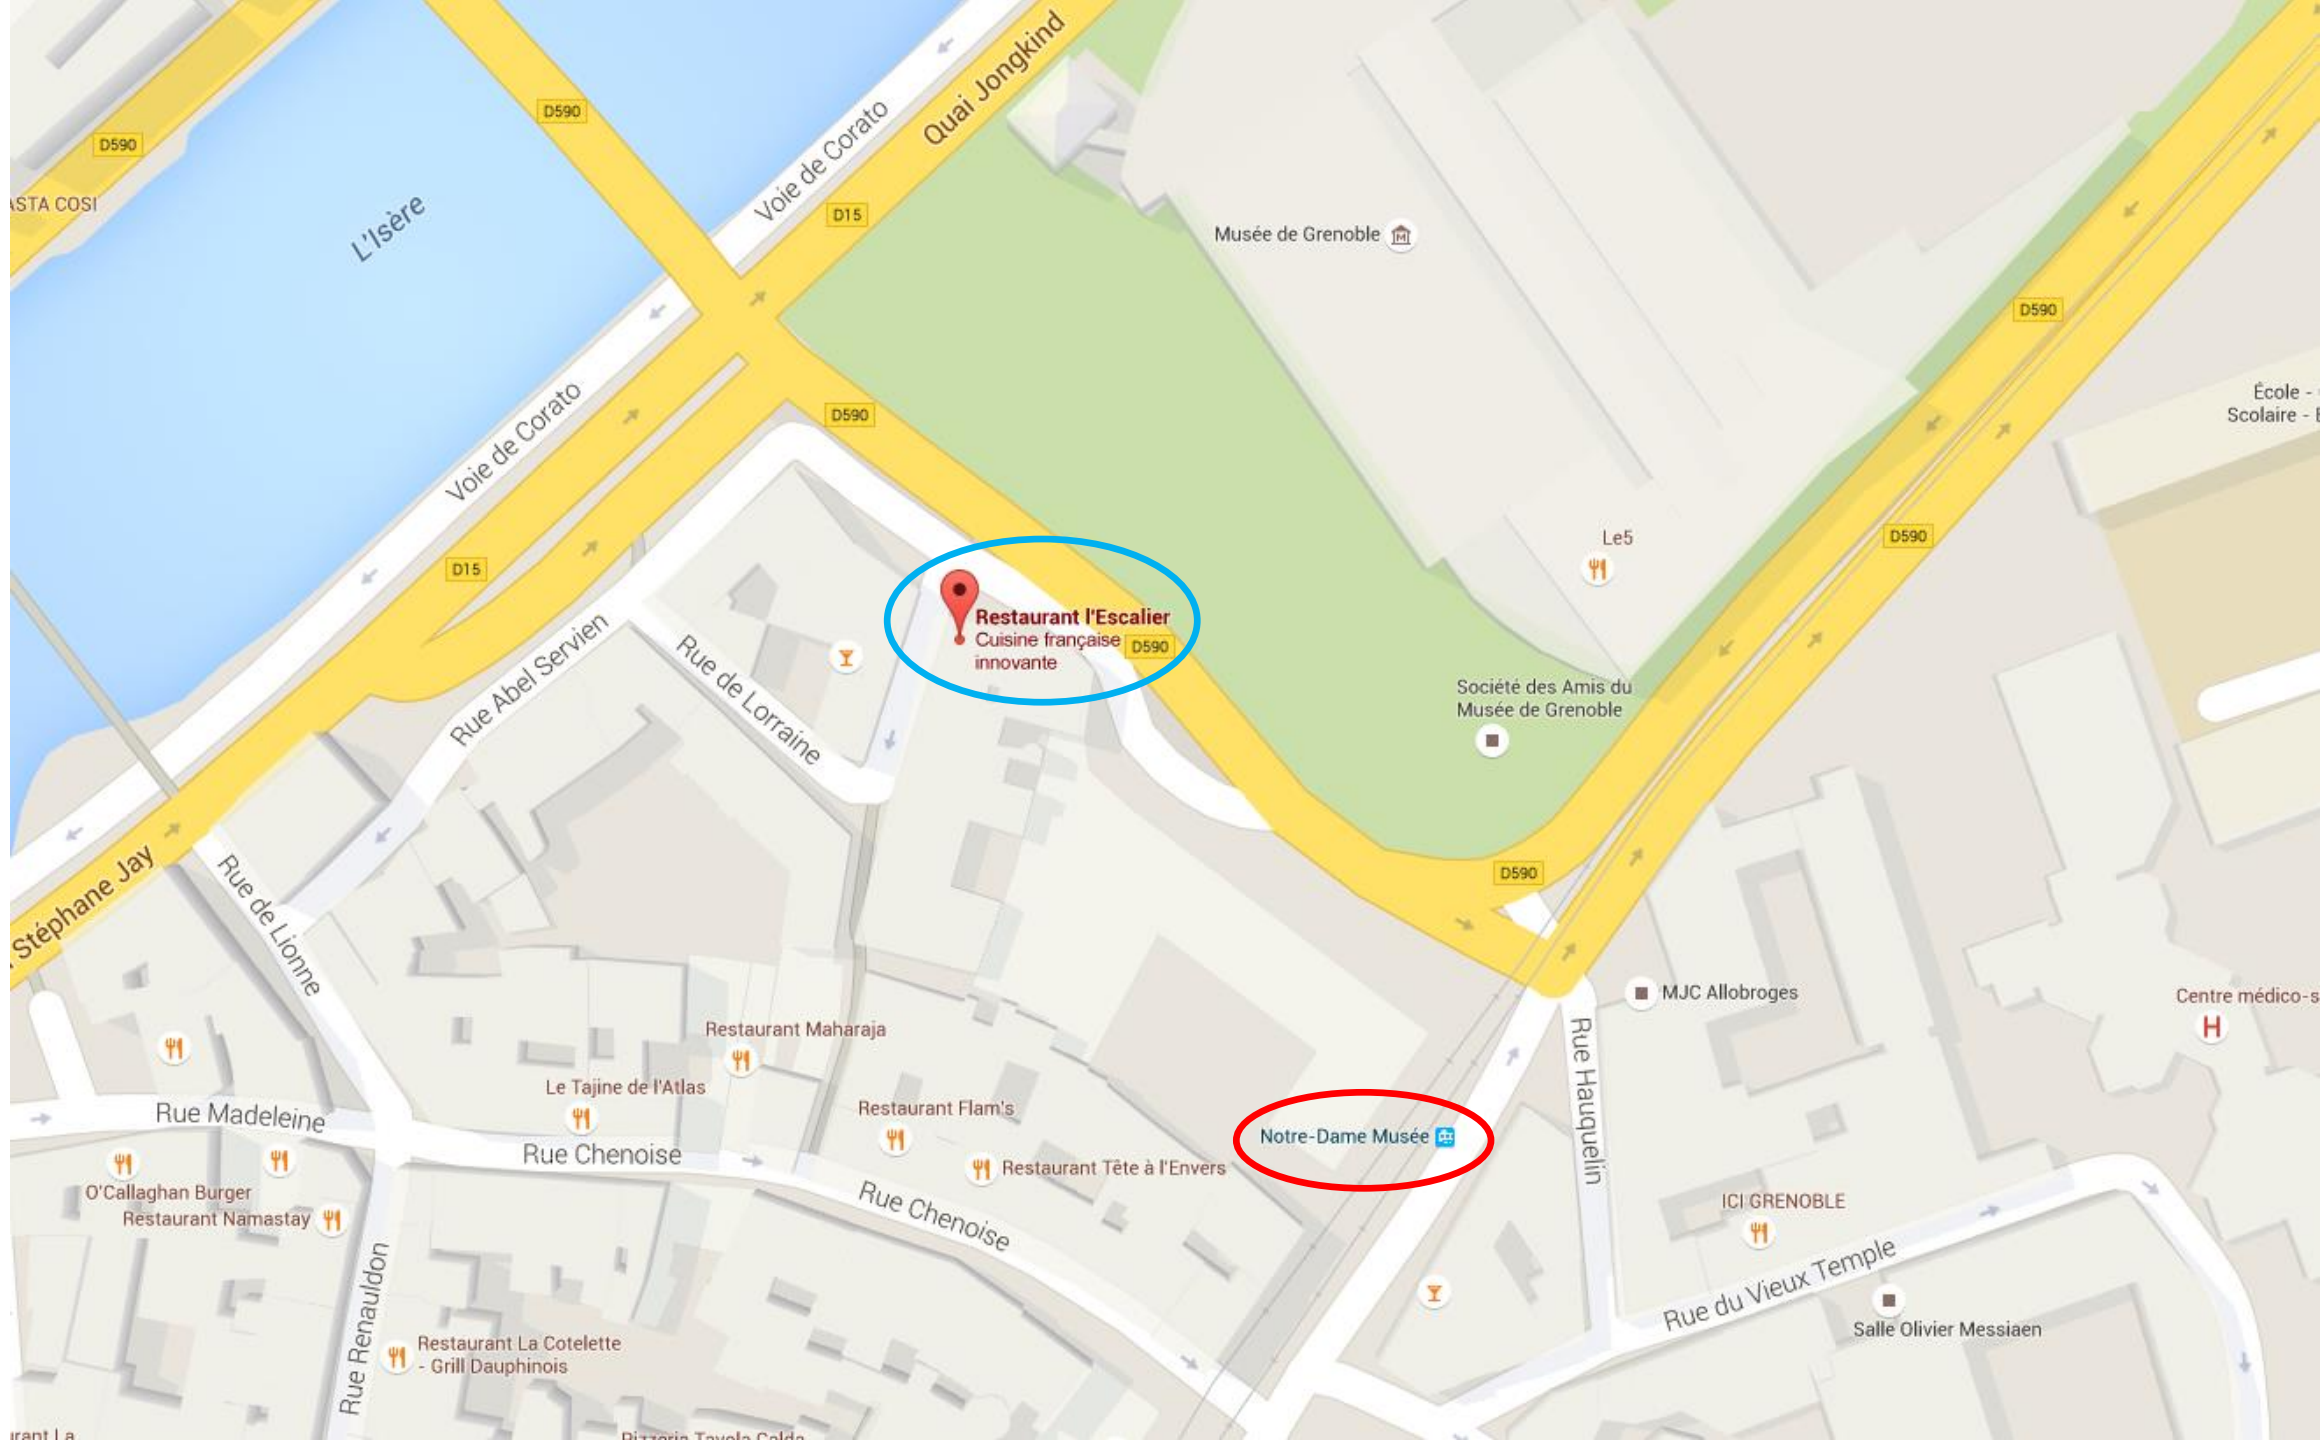 Quai Jongkind
D590
D590
Voie de Corato
ASTA COSI
L'Isère
D15
Musée de Grenoble
D590
École -
Scolaire -
Voie de Corato
D590
Le5
D590
D15
Restaurant l'Escalier
Cuisine française
innovante
D590
Rue Abel Servien
Rue de Lorraine
Société des Amis du
Musée de Grenoble
Stéphane Jay
Rue de Lionne
D590
MJC Allobroges
Centre médico-s
H
Restaurant Maharaja
Rue Hauquelin
Le Tajine de l'Atlas
Restaurant Flam's
Rue Madeleine
Notre-Dame Musée
Rue Chenoise
Restaurant Tête à l'Envers
O'Callaghan Burger
Restaurant Namastay
Rue Chenoise
ICI GRENOBLE
Rue Renauldon
Rue du Vieux Temple
Salle Olivier Messiaen
Restaurant La Cotelette
- Grill Dauphinois
Pizzeria Tavola Calda